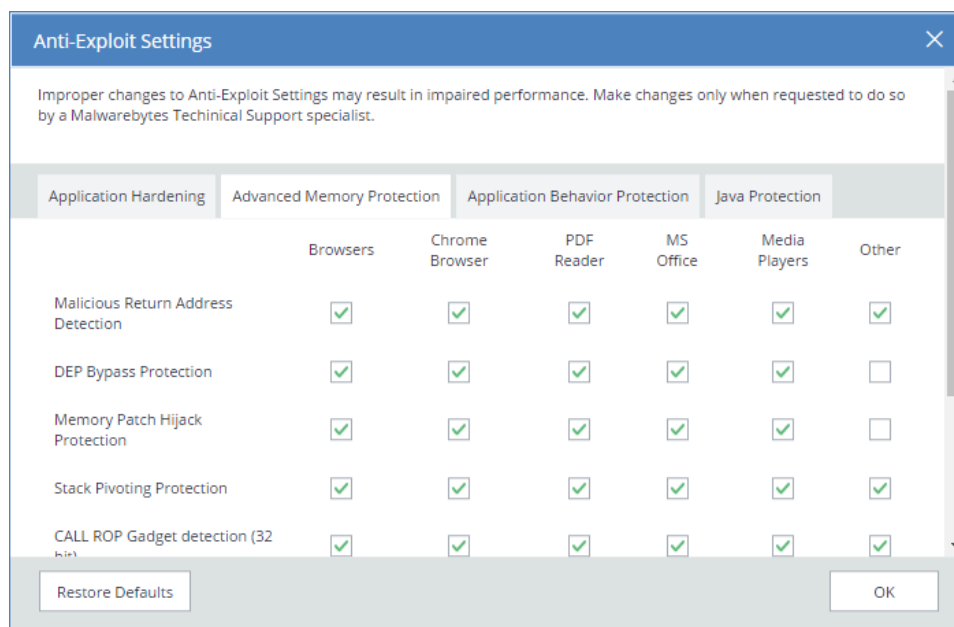 Anti-Exploit Settings
Improper changes to Anti-Exploit Settings may result in impaired performance. Make changes only when requested to do so
by a Malwarebytes Techinical Support specialist.
Application Hardening
Advanced Memory Protection
Application Behavior Protection
Java Protection
Browsers
Chrome
Browser
PDF
Reader
MS
Office
Media
Players
Other
Malicious Return Address
Detection
DEP Bypass Protection
Memory Patch Hijack
Protection
Stack Pivoting Protection
CALL ROP Gadget detection (32
bit)
Restore Defaults
OK